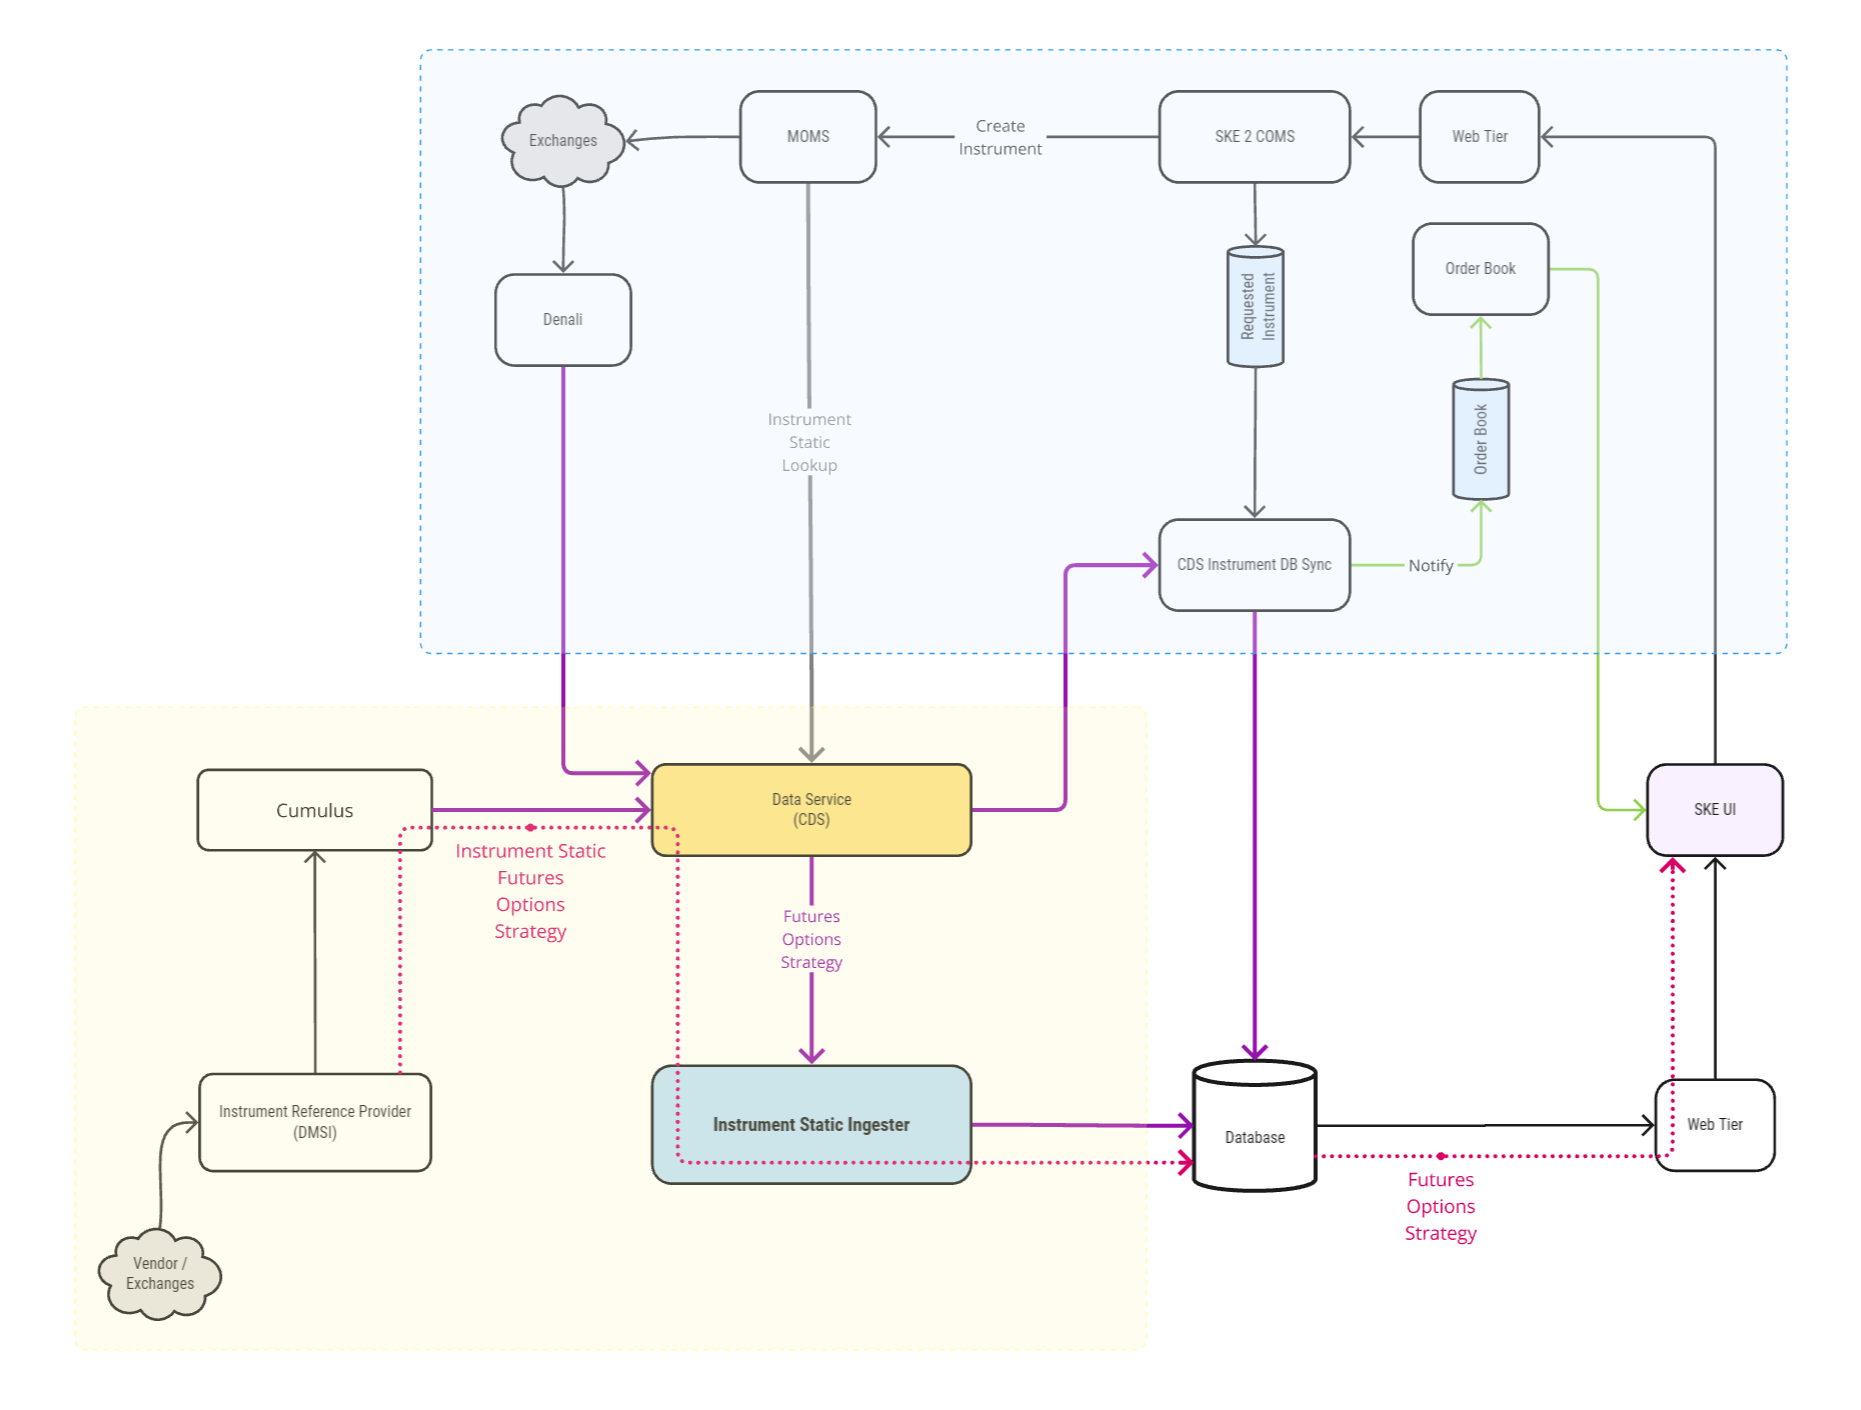 Exchanges
MOMS
Create
Instrument
SKE 2 COMS
Web Tier
Order Book
Requested
Instrument
Denali
Instrument
Static
Lookup
Order Book
CDS Instrument DB Sync
Notify
Cumulus
Data Service
(CDS)
SKE UI
Instrument Static
Futures
Options
Strategy
Futures
Options
Strategy
Instrument Reference Provider
(DMSI)
Instrument Static Ingester
Database
Web Tier
Futures
Options
Strategy
Vendor /
Exchanges